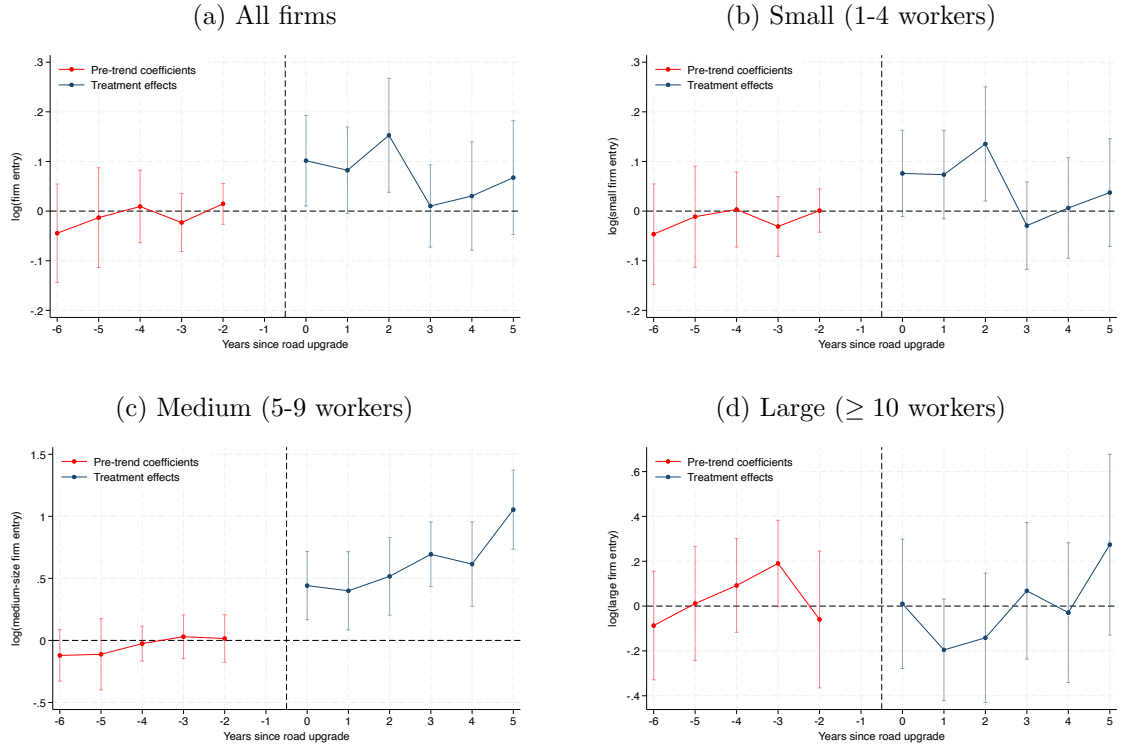 (a) All firms
.3
.2
.1
0
-.1
-.2
log(firm entry)
Pre-trend coefficients
Treatment effects
-6 -5 -4 -3 -2 -1 0 1 2 3 4 5
Years since road upgrade
(b) Small (1-4 workers)
.3
.2
.1
0
-.1
-.2
log(small firm entry)
Pre-trend coefficients
Treatment effects
-6 -5 -4 -3 -2 -1 0 1 2 3 4 5
Years since road upgrade
(c) Medium (5-9 workers)
1.5
1
.5
0
-.5
log(medium-size firm entry)
Pre-trend coefficients
Treatment effects
-6 -5 -4 -3 -2 -1 0 1 2 3 4 5
Years since road upgrade
(d) Large (≥ 10 workers)
.6
.4
.2
0
-.2
-.4
log(large firm entry)
Pre-trend coefficients
Treatment effects
-6 -5 -4 -3 -2 -1 0 1 2 3 4 5
Years since road upgrade